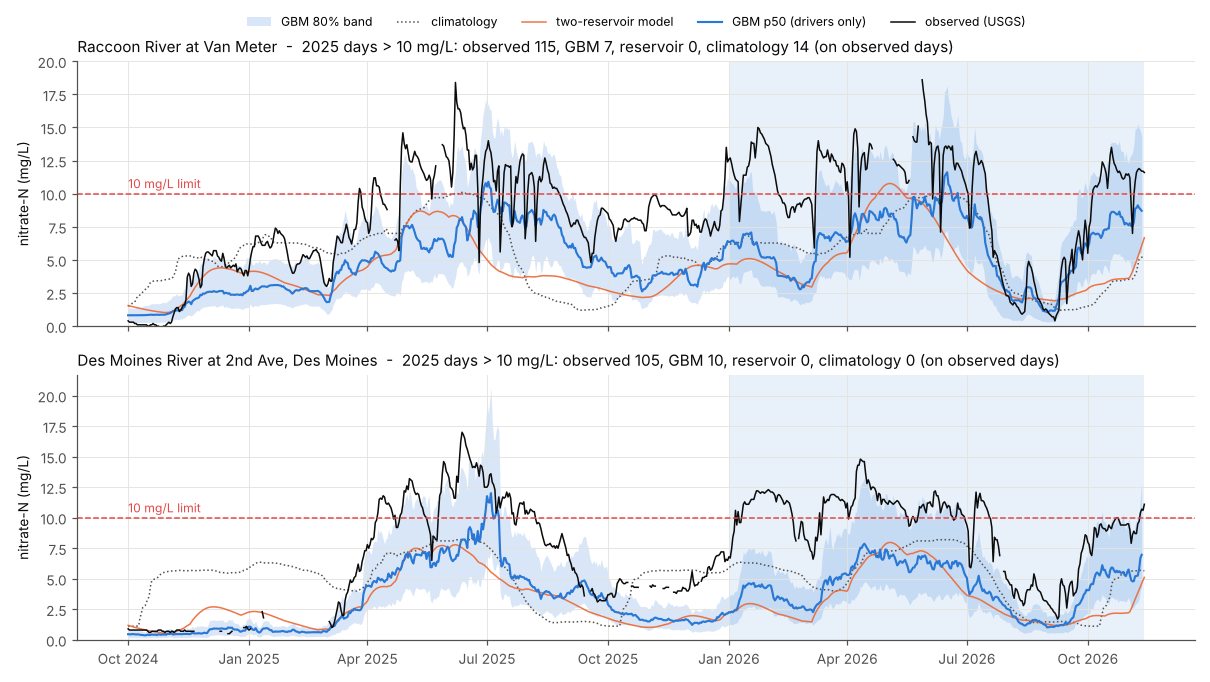 GBM 80% band climatology two-reservoir model GBM p50 (drivers only) observed (USGS)
Raccoon River at Van Meter - 2025 days > 10 mg/L: observed 115, GBM 7, reservoir 0, climatology 14 (on observed days)
20.0
17.5
15.0
12.5
10.0
7.5
5.0
2.5
0.0
nitrate-N (mg/L)
10 mg/L limit
Des Moines River at 2nd Ave, Des Moines - 2025 days > 10 mg/L: observed 105, GBM 10, reservoir 0, climatology 0 (on observed days)
20.0
17.5
15.0
12.5
10.0
7.5
5.0
2.5
0.0
nitrate-N (mg/L)
10 mg/L limit
Oct 2024 Jan 2025 Apr 2025 Jul 2025 Oct 2025 Jan 2026 Apr 2026 Jul 2026 Oct 2026